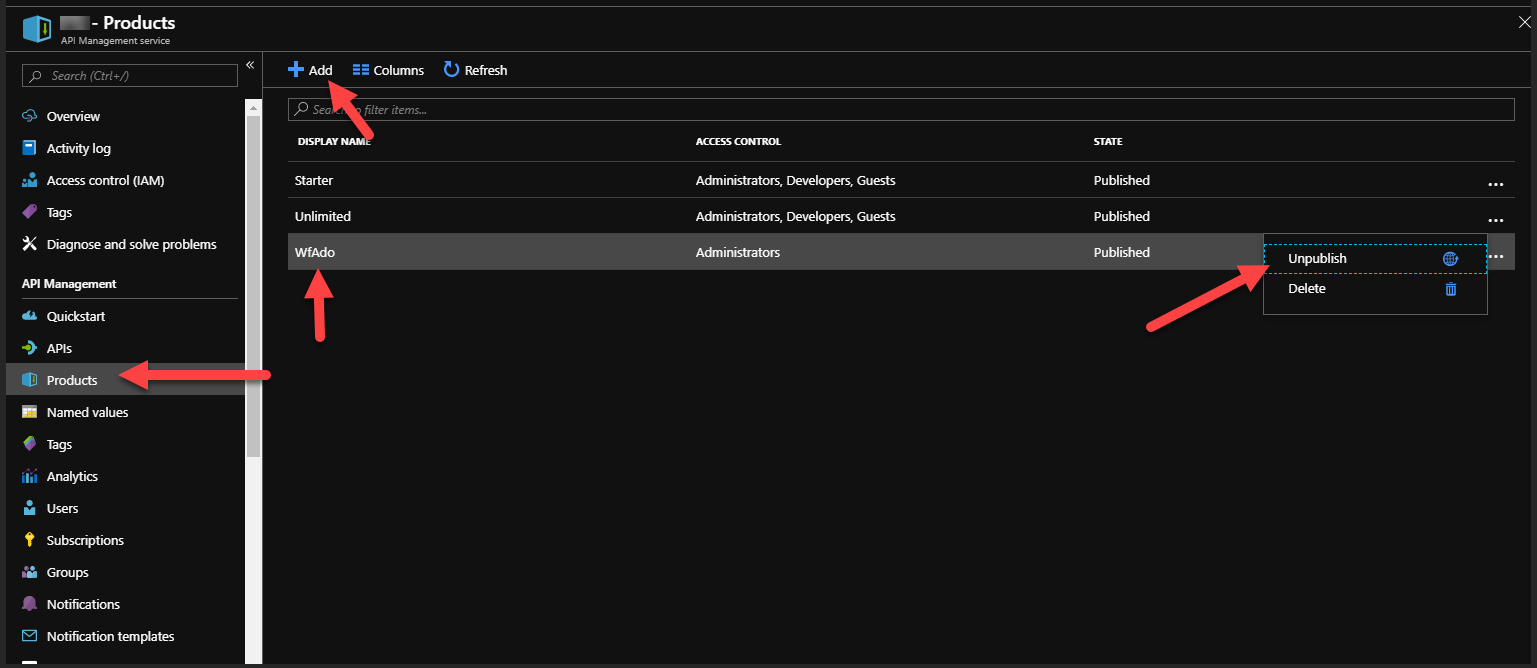 - Products
API Management service
Search (Ctrl+/)
Overview
Activity log
Access control (IAM)
Tags
Diagnose and solve problems
API Management
Quickstart
APIs
Products
Named values
Tags
Analytics
Users
Subscriptions
Groups
Notifications
Notification templates
Add Columns Refresh
filter items...
DISPLAY NAME ACCESS CONTROL STATE
Starter Administrators, Developers, Guests Published ...
Unlimited Administrators, Developers, Guests Published ...
WfAdo Administrators Published ...
Unpublish
Delete